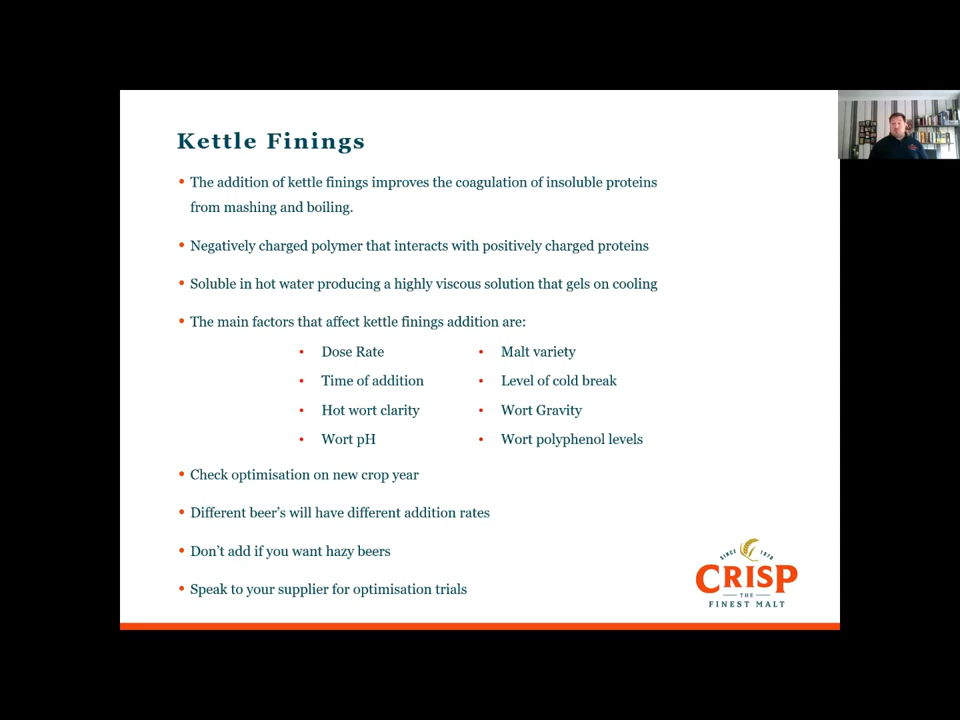 Kettle Finings
• The addition of kettle finings improves the coagulation of insoluble proteins
from mashing and boiling.
• Negatively charged polymer that interacts with positively charged proteins
• Soluble in hot water producing a highly viscous solution that gels on cooling
• The main factors that affect kettle finings addition are:
• Dose Rate
• Time of addition
• Hot wort clarity
• Wort pH
• Malt variety
• Level of cold break
• Wort Gravity
• Wort polyphenol levels
• Check optimisation on new crop year
• Different beer’s will have different addition rates
• Don’t add if you want hazy beers
• Speak to your supplier for optimisation trials
SINCE 1870
CRISP
THE
FINEST MALT